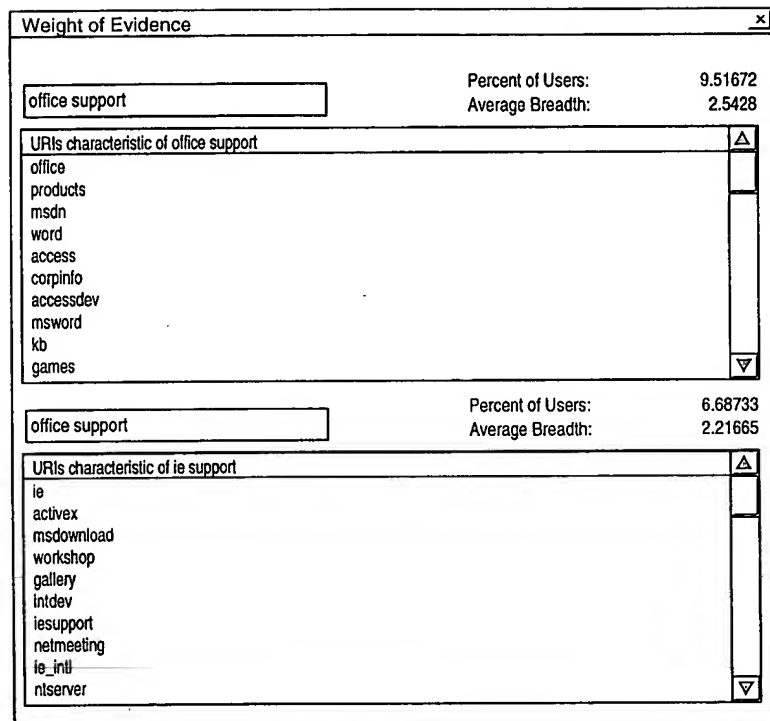 Weight of Evidence x
Percent of Users: 9.51672
office support
Average Breadth: 2.5428
URIs characteristic of office support
office
products
msdn
word
access
corpinfo
accessdev
msword
kb
games
Percent of Users: 6.68733
office support
Average Breadth: 2.21665
URIs characteristic of ie support
ie
activex
msdownload
workshop
gallery
intdev
iesupport
netmeeting
ie_intl
ntserver